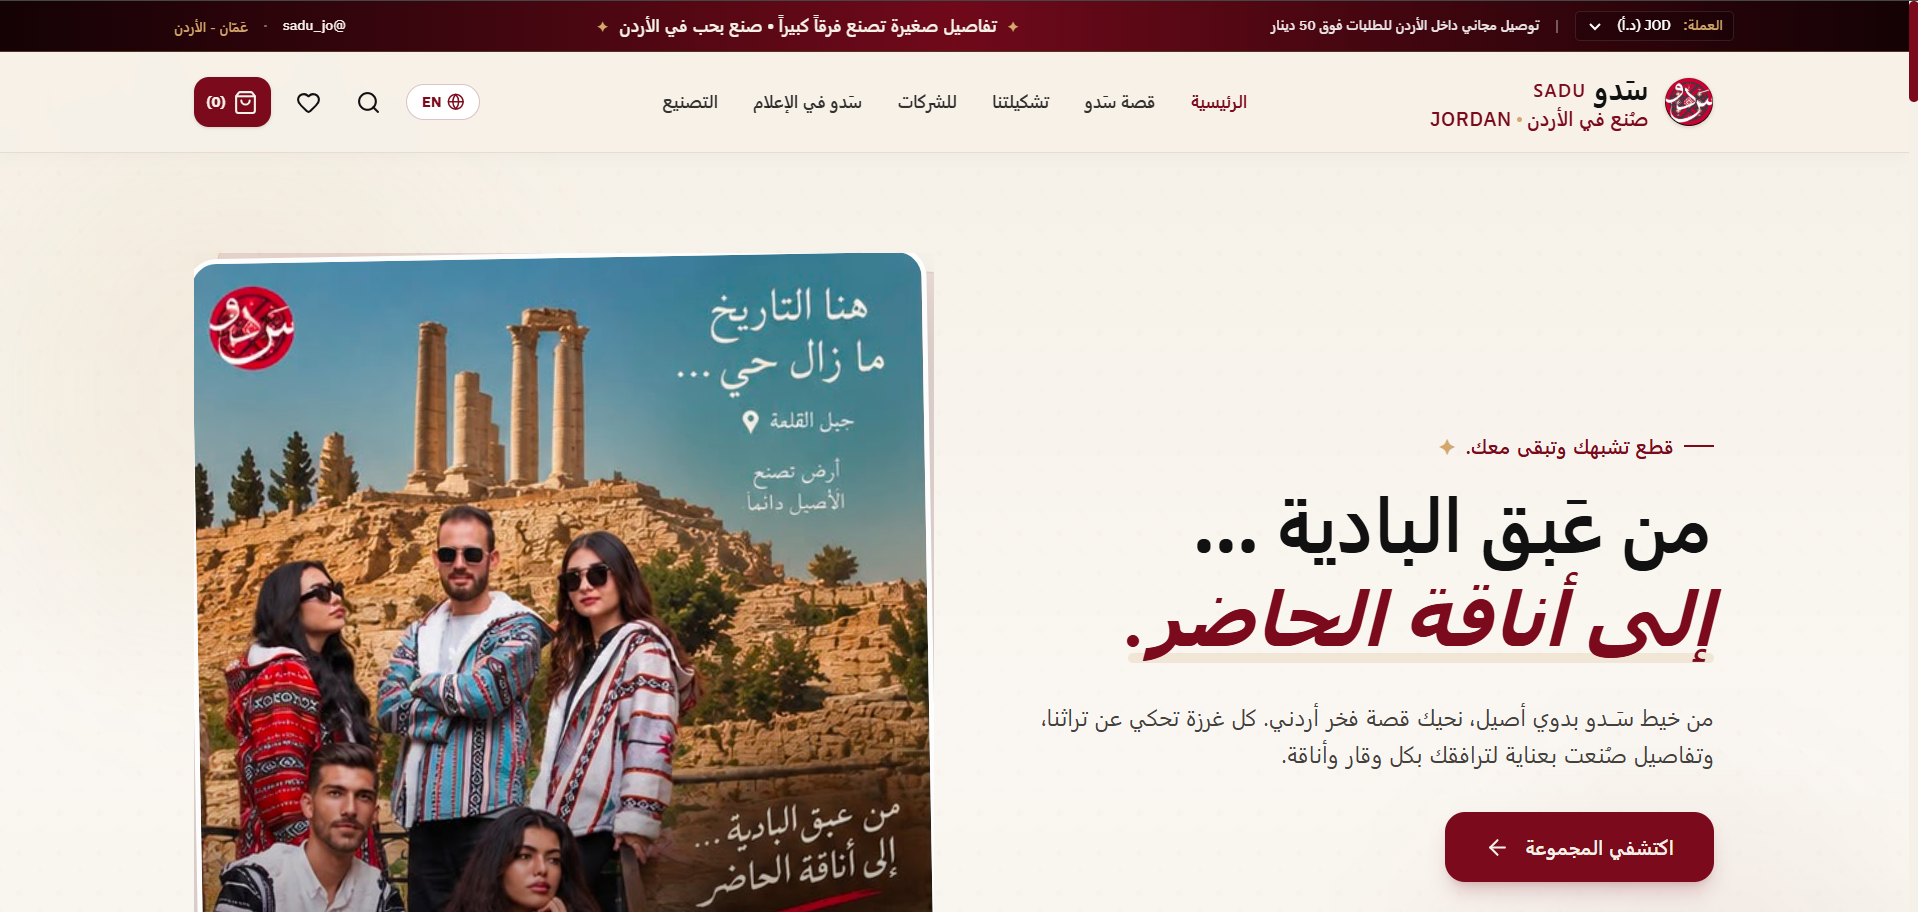 العملة: JOD (د.أ)
توصيل مجاني داخل الأردن للطلبات فوق 50 دينار
✦ تفاصيل صغيرة تصنع فرقاً كبيراً • صنع بحب في الأردن ✦
@sadu_jo
عَمّان - الأردن
سَدو SADU
صُنع في الأردن • JORDAN
الرئيسية
قصة سَدو
تشكيلتنا
للشركات
سَدو في الإعلام
التصنيع
EN
(0)
قطع تشبهك وتبقى معك. ✦
من عَبق البادية ...
إلى أناقة الحاضر.
من خيط سَـدو بدوي أصيل، نحيك قصة فخر أردني. كل غرزة تحكي عن تراثنا،
وتفاصيل صُنعت بعناية لترافقك بكل وقار وأناقة.
اكتشفي المجموعة
سَدو
هنا التاريخ
ما زال حي ...
جبل القلعة
أرض تصنع
الأصيل دائماً
من عبق البادية ...
إلى أناقة الحاضر